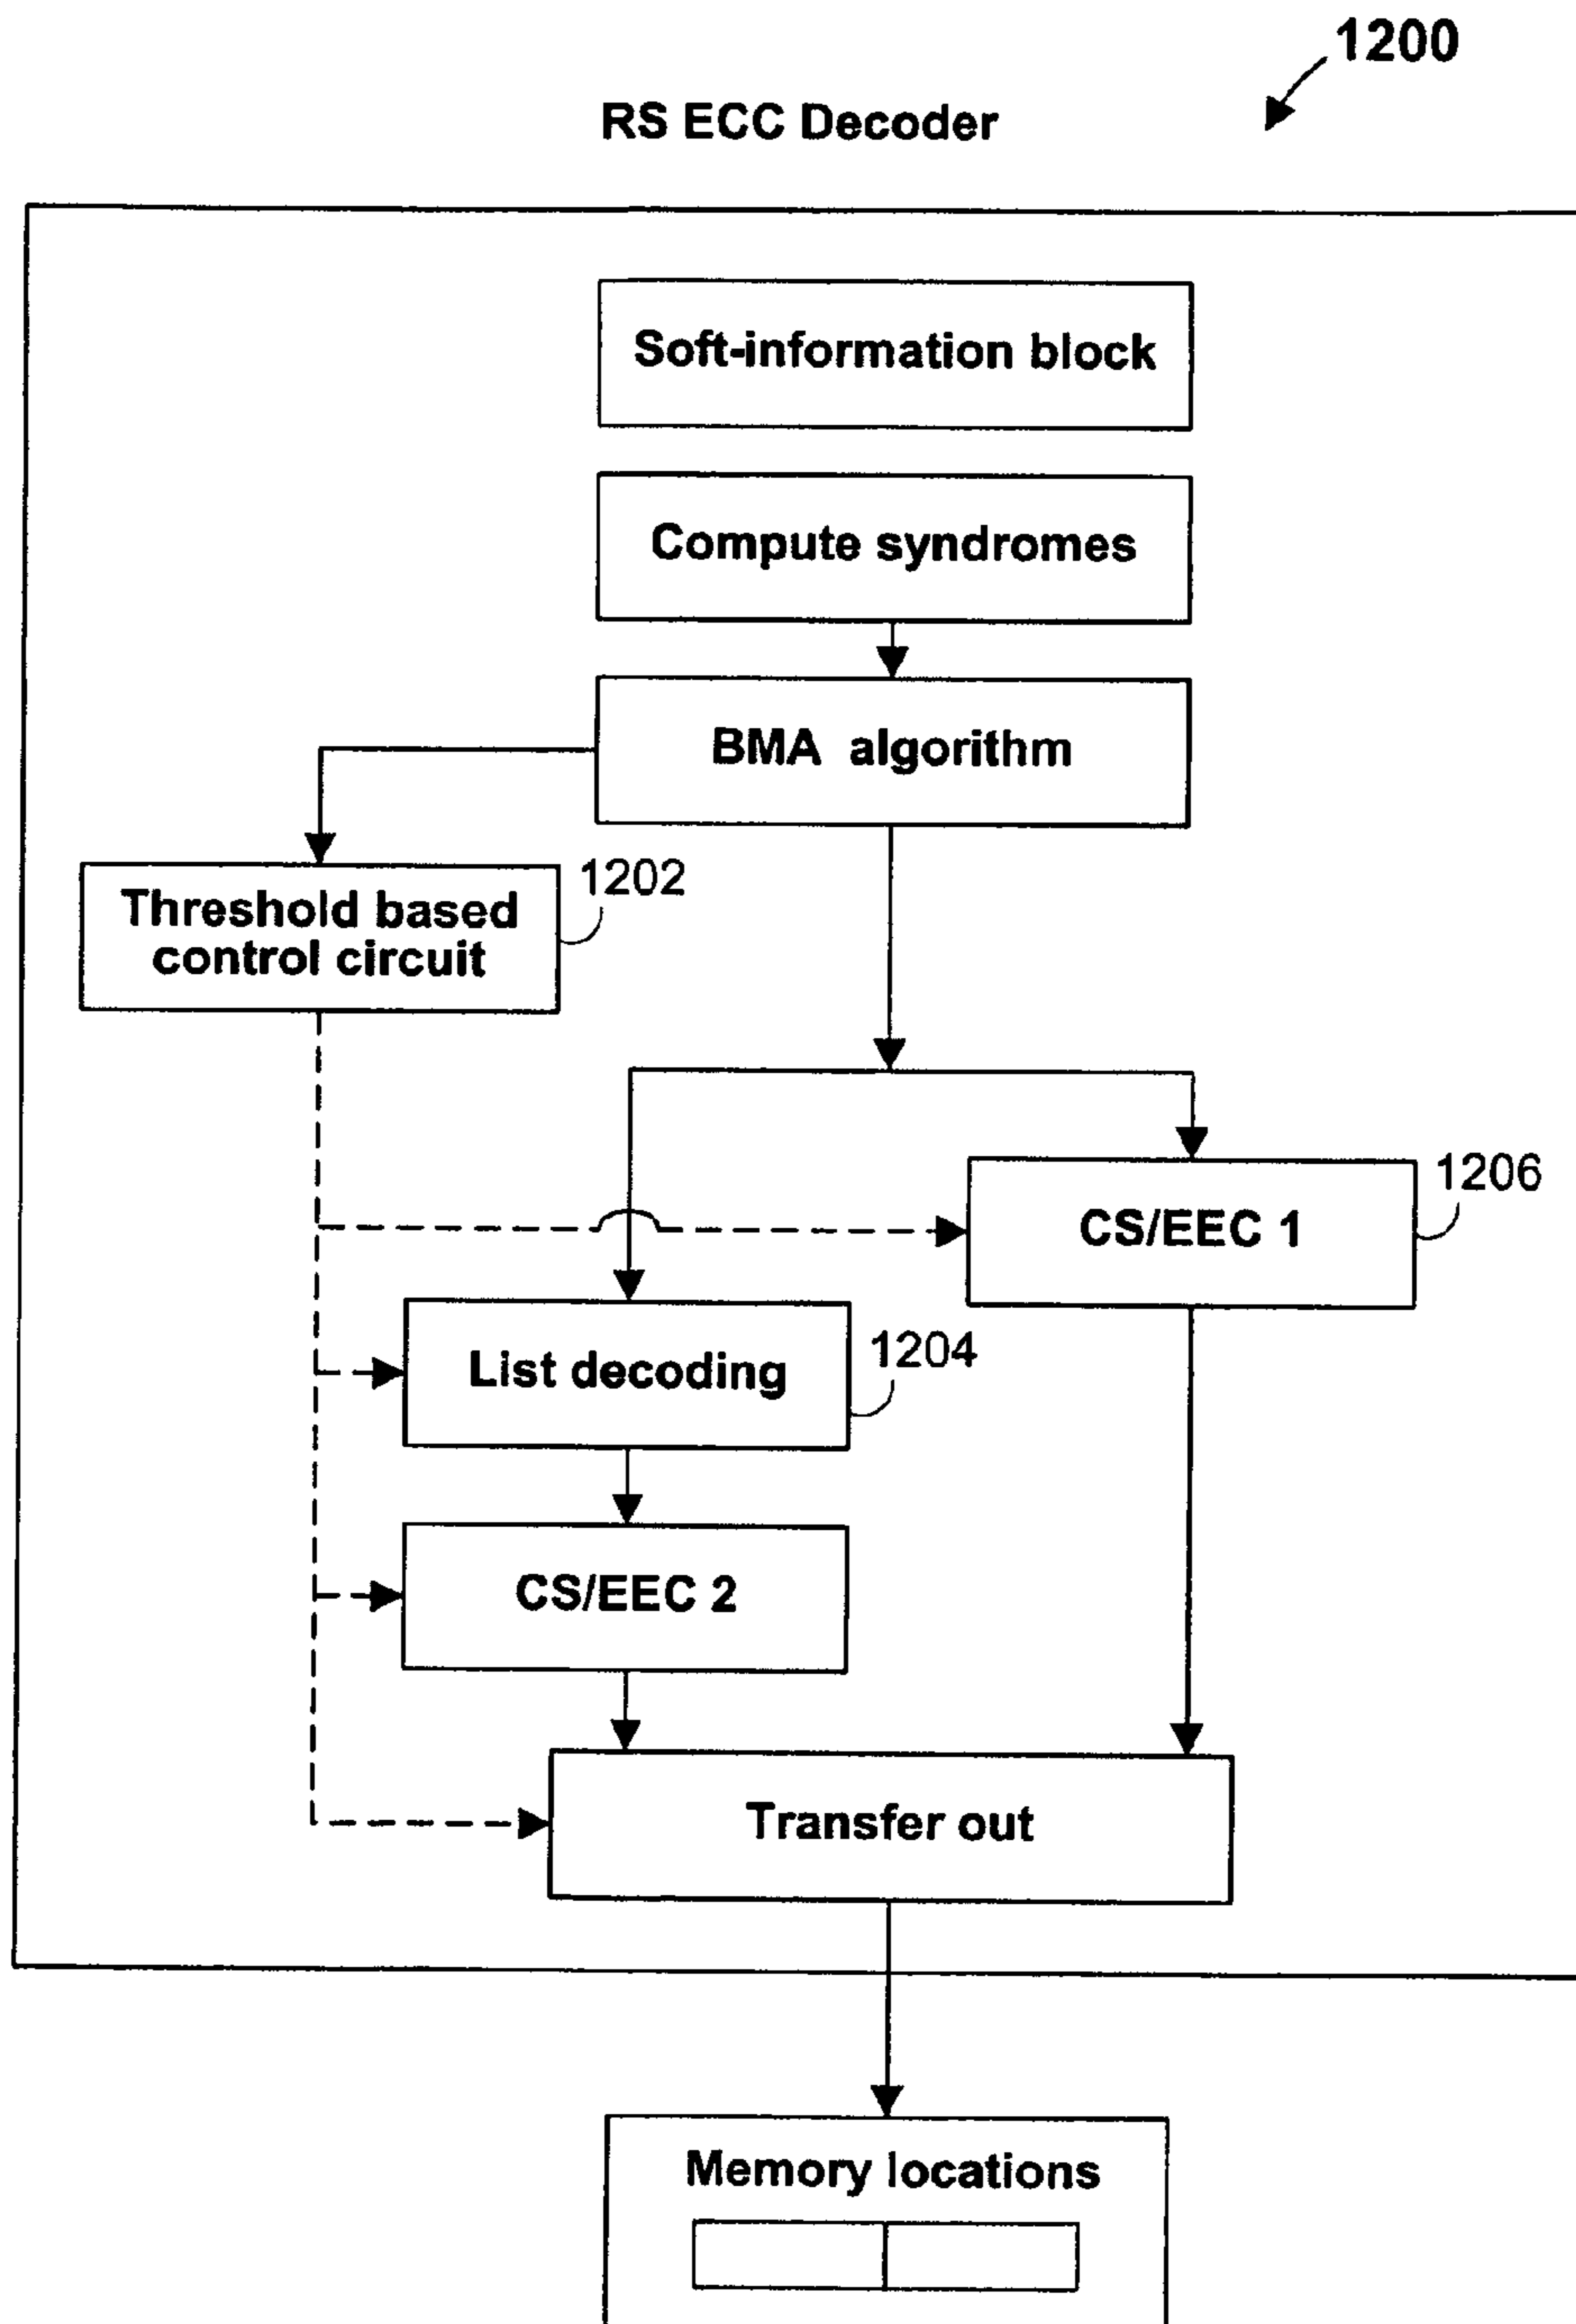 1200
RS ECC Decoder
Soft-information block
Compute syndromes
BMA algorithm
1202
Threshold based
control circuit
1206
CS/EEC 1
1204
List decoding
CS/EEC 2
Transfer out
Memory locations